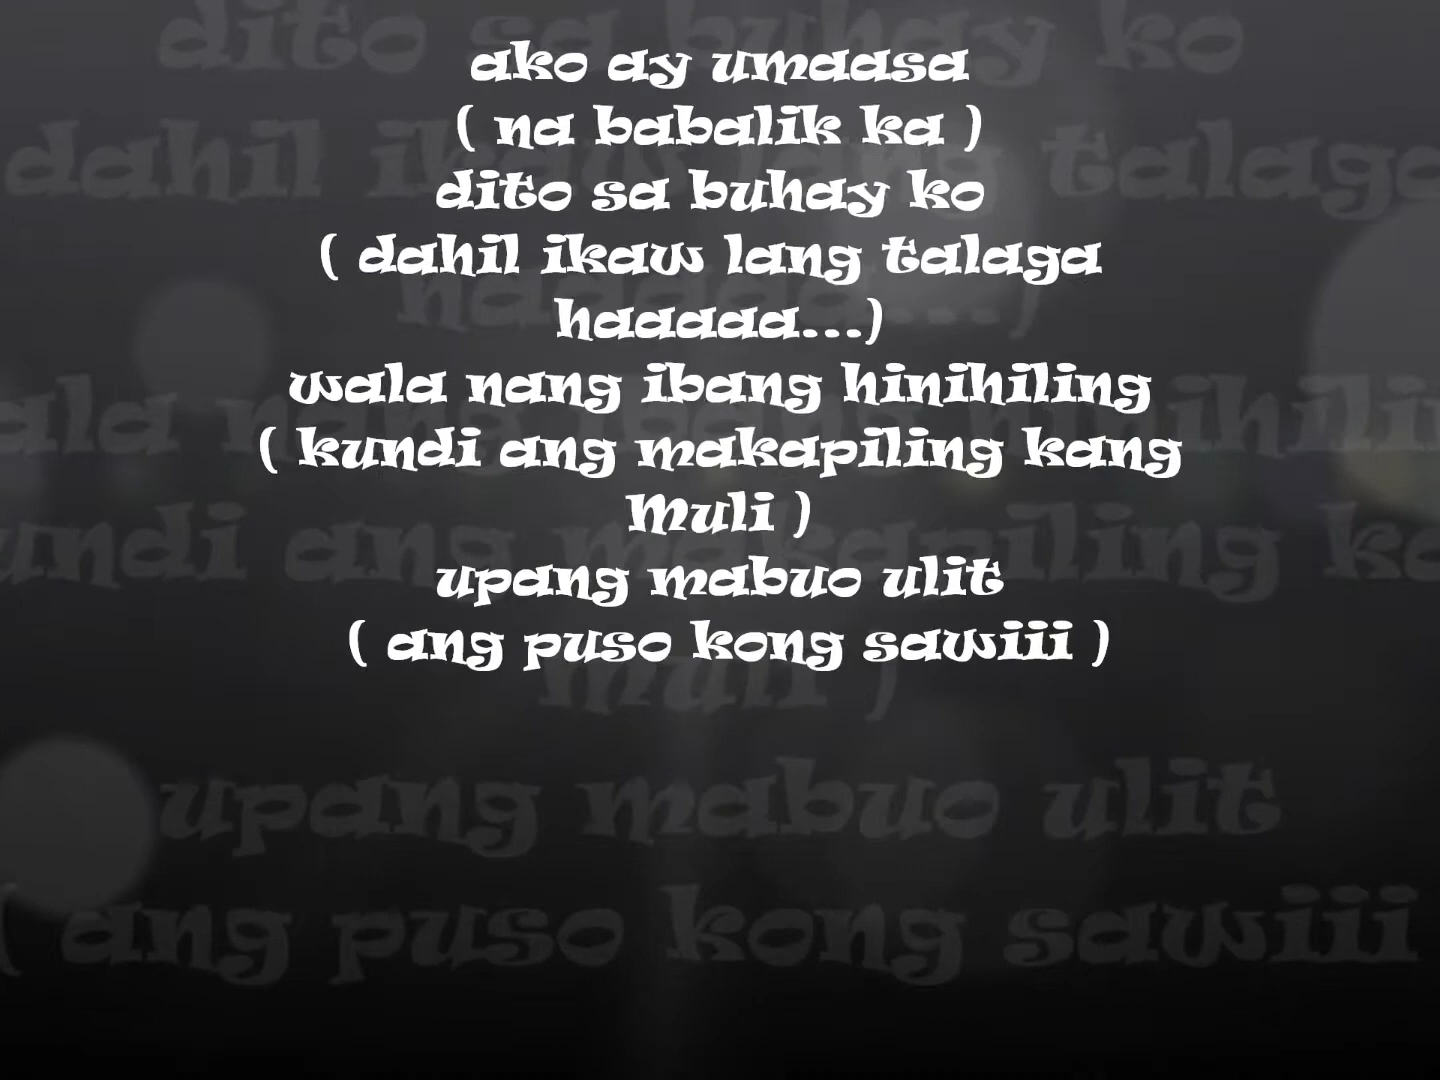 ako ay umaasa
( na babalik ka )
dito sa buhay ko
( dahil ikaw lang talaga
haaaaa...)
wala nang ibang hinihiling
( kundi ang makapiling kang
Muli )
upang mabuo ulit
( ang puso kong sawiii )